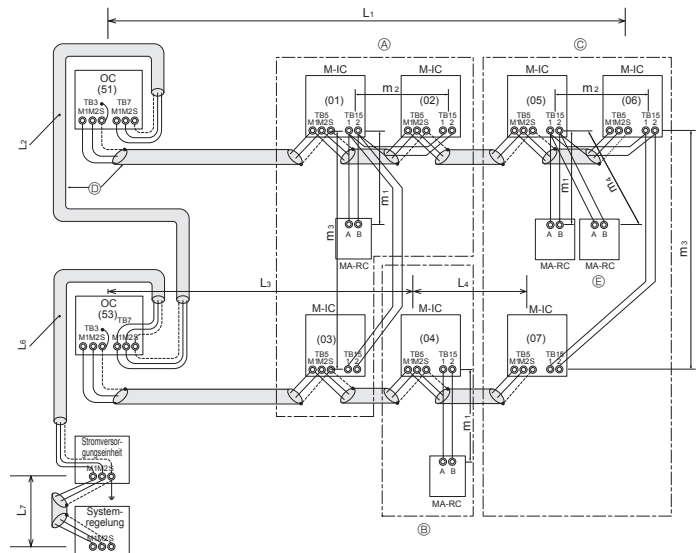 L1
Ⓐ
Ⓒ
OC
(51)
TB3
TB7
M1M2S
M1M2S
M-IC
(01)
TB5
M1M2S
TB15
1 2
m2
M-IC
(02)
TB5
M1M2S
TB15
1 2
M-IC
(05)
TB5
M1M2S
TB15
1 2
m2
M-IC
(06)
TB5
M1M2S
TB15
1 2
L2
Ⓓ
m1
m3
A B
MA-RC
m1
m4
A B
MA-RC
A B
Ⓔ
MA-RC
m3
L3
L4
OC
(53)
TB3
TB7
M1M2S
M1M2S
M-IC
(03)
TB5
M1M2S
TB15
1 2
M-IC
(04)
TB5
M1M2S
TB15
1 2
M-IC
(07)
TB5
M1M2S
TB15
1 2
L6
m1
A B
MA-RC
Ⓑ
Stromversor-
gungseinheit
M1M2S
L7
System-
regelung
M1M2S